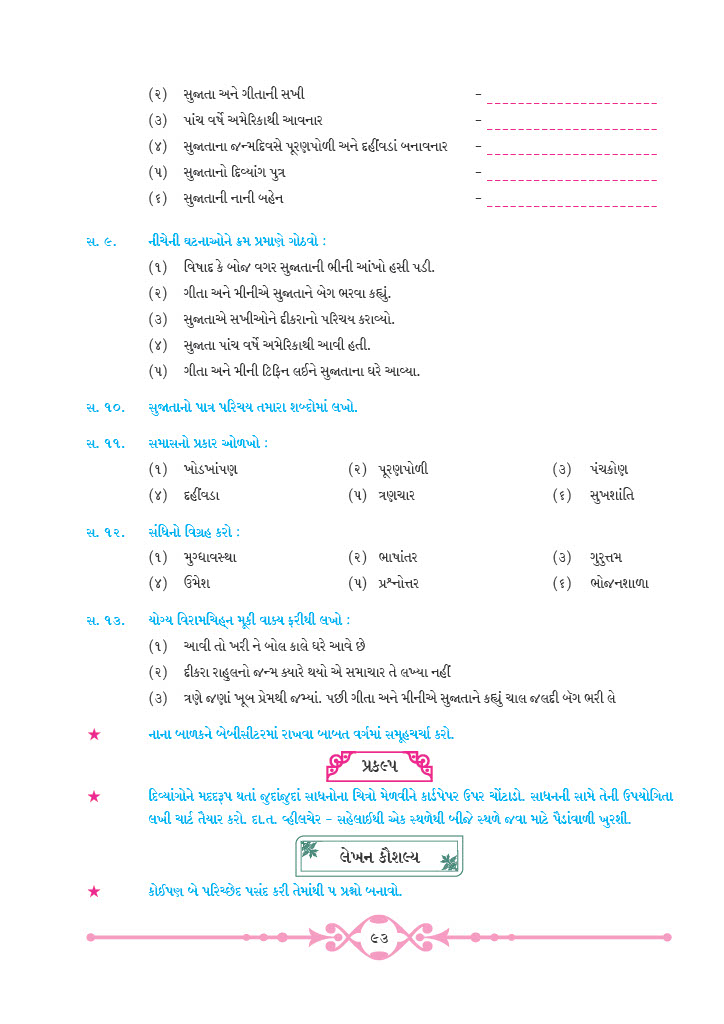 (૨) સુજાતા અને ગીતાની સખી –
(૩) પાંચ વર્ષે અમેરિકાથી આવનાર –
(૪) સુજાતાના જન્મદિવસે પૂરણપોળી અને દહીંવડાં બનાવનાર –
(૫) સુજાતાનો દિવ્યાંગ પુત્ર –
(૬) સુજાતાની નાની બહેન –
સ. ૯. નીચેની ઘટનાઓને ક્રમ પ્રમાણે ગોઠવો :
(૧) વિષાદ કે બોજ વગર સુજાતાની ભીની આંખો હસી પડી.
(૨) ગીતા અને મીનીએ સુજાતાને બેગ ભરવા કહ્યું.
(૩) સુજાતાએ સખીઓને દીકરાનો પરિચય કરાવ્યો.
(૪) સુજાતા પાંચ વર્ષે અમેરિકાથી આવી હતી.
(૫) ગીતા અને મીની ટિફિન લઈને સુજાતાના ઘરે આવ્યા.
સ. ૧૦. સુજાતાનો પાત્ર પરિચય તમારા શબ્દોમાં લખો.
સ. ૧૧. સમાસનો પ્રકાર ઓળખો :
(૧) ખોડખાંપણ (૨) પૂરણપોળી (૩) પંચકોણ
(૪) દહીંવડા (૫) ત્રણચાર (૬) સુખશાંતિ
સ. ૧૨. સંધિનો વિગ્રહ કરો :
(૧) મુગ્ધાવસ્થા (૨) ભાષાંતર (૩) ગુરુત્તમ
(૪) ઉમેશ (૫) પ્રશ્નોત્તર (૬) ભોજનશાળા
સ. ૧૩. યોગ્ય વિરામચિહ્ન મૂકી વાક્ય ફરીથી લખો :
(૧) આવી તો ખરી ને બોલ કાલે ઘરે આવે છે
(૨) દીકરા રાહુલનો જન્મ ક્યારે થયો એ સમાચાર તે લખ્યા નહીં
(૩) ત્રણે જણાં ખૂબ પ્રેમથી જમ્યાં. પછી ગીતા અને મીનીએ સુજાતાને કહ્યું ચાલ જલદી બૅગ ભરી લે
★ નાના બાળકને બેબીસીટરમાં રાખવા બાબત વર્ગમાં સમૂહચર્ચા કરો.
પ્રકલ્પ
★ દિવ્યાંગોને મદદરૂપ થતાં જુદાંજુદાં સાધનોના ચિત્રો મેળવીને કાર્ડપેપર ઉપર ચોંટાડો. સાધનની સામે તેની ઉપયોગિતા
લખી ચાર્ટ તૈયાર કરો. દા.ત. વ્હીલચેર – સહેલાઈથી એક સ્થળેથી બીજે સ્થળે જવા માટે પૈડાંવાળી ખુરશી.
લેખન કૌશલ્ય
★ કોઈપણ બે પરિચ્છેદ પસંદ કરી તેમાંથી ૫ પ્રશ્નો બનાવો.
૯૩